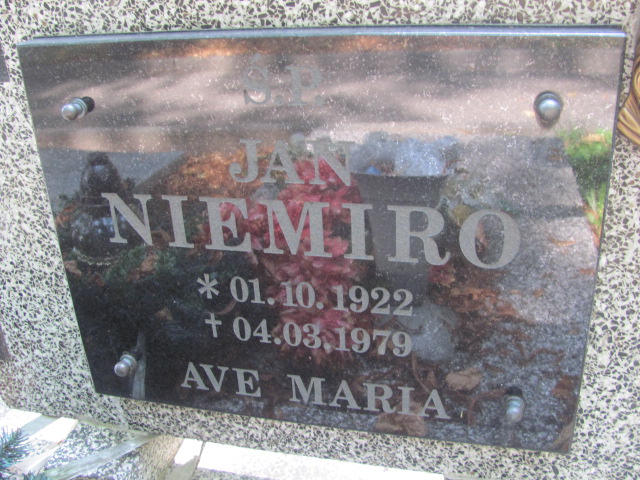 Ś.P.
JAN
NIEMIRO
* 01.10.1922
† 04.03.1979
AVE MARIA